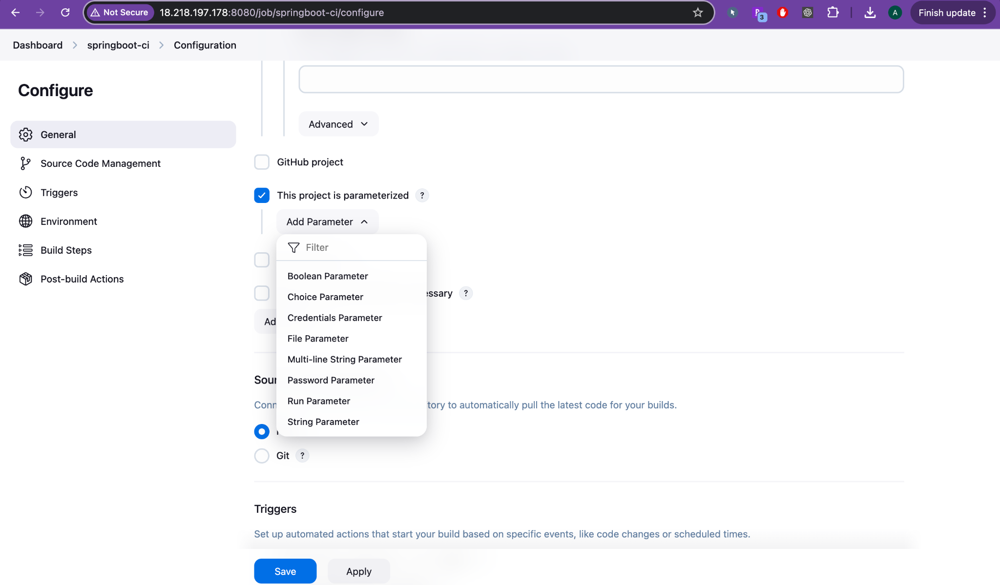 Not Secure 18.218.197.178:8080/job/springboot-ci/configure 3 A Finish update
Dashboard > springboot-ci > Configuration
Configure
General
Source Code Management
Triggers
Environment
Build Steps
Post-build Actions
Advanced
GitHub project
This project is parameterized ?
Add Parameter
Filter
Boolean Parameter
Choice Parameter
essary ?
Credentials Parameter
Ad
File Parameter
Multi-line String Parameter
Sour
Password Parameter
Run Parameter
Conn tory to automatically pull the latest code for your builds.
String Parameter
Git ?
Triggers
Set up automated actions that start your build based on specific events, like code changes or scheduled times.
Save Apply